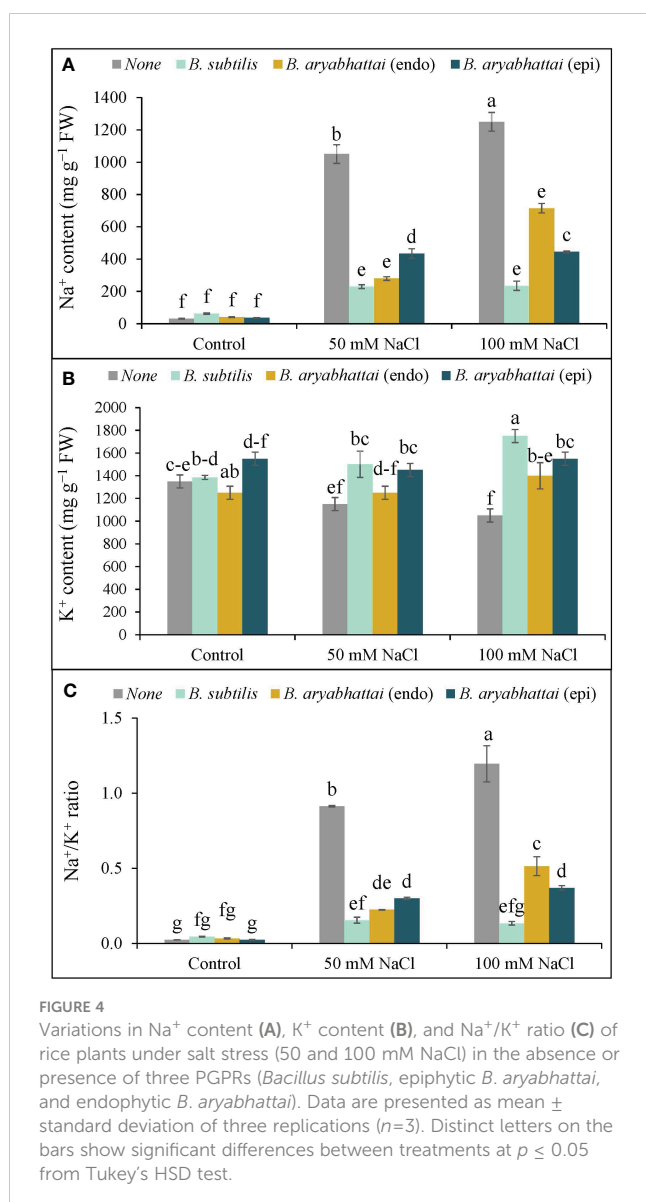 A
None B. subtilis B. aryabhattai (endo) B. aryabhattai (epi)
Na⁺ content (mg g⁻¹ FW)
1400
1200
1000
800
600
400
200
0
f f f f
b e e d
a e e c
Control 50 mM NaCl 100 mM NaCl
B
None B. subtilis B. aryabhattai (endo) B. aryabhattai (epi)
K⁺ content (mg g⁻¹ FW)
2000
1800
1600
1400
1200
1000
800
600
400
200
0
c-e b-d ab d-f
ef bc d-f bc
f a b-e bc
Control 50 mM NaCl 100 mM NaCl
C
None B. subtilis B. aryabhattai (endo) B. aryabhattai (epi)
Na⁺/K⁺ ratio
1.5
1.0
0.5
0.0
g fg fg g
b ef de d
a efg c d
Control 50 mM NaCl 100 mM NaCl
FIGURE 4
Variations in Na⁺ content (A), K⁺ content (B), and Na⁺/K⁺ ratio (C) of
rice plants under salt stress (50 and 100 mM NaCl) in the absence or
presence of three PGPRs (Bacillus subtilis, epiphytic B. aryabhattai,
and endophytic B. aryabhattai). Data are presented as mean ±
standard deviation of three replications (n=3). Distinct letters on the
bars show significant differences between treatments at p ≤ 0.05
from Tukey's HSD test.